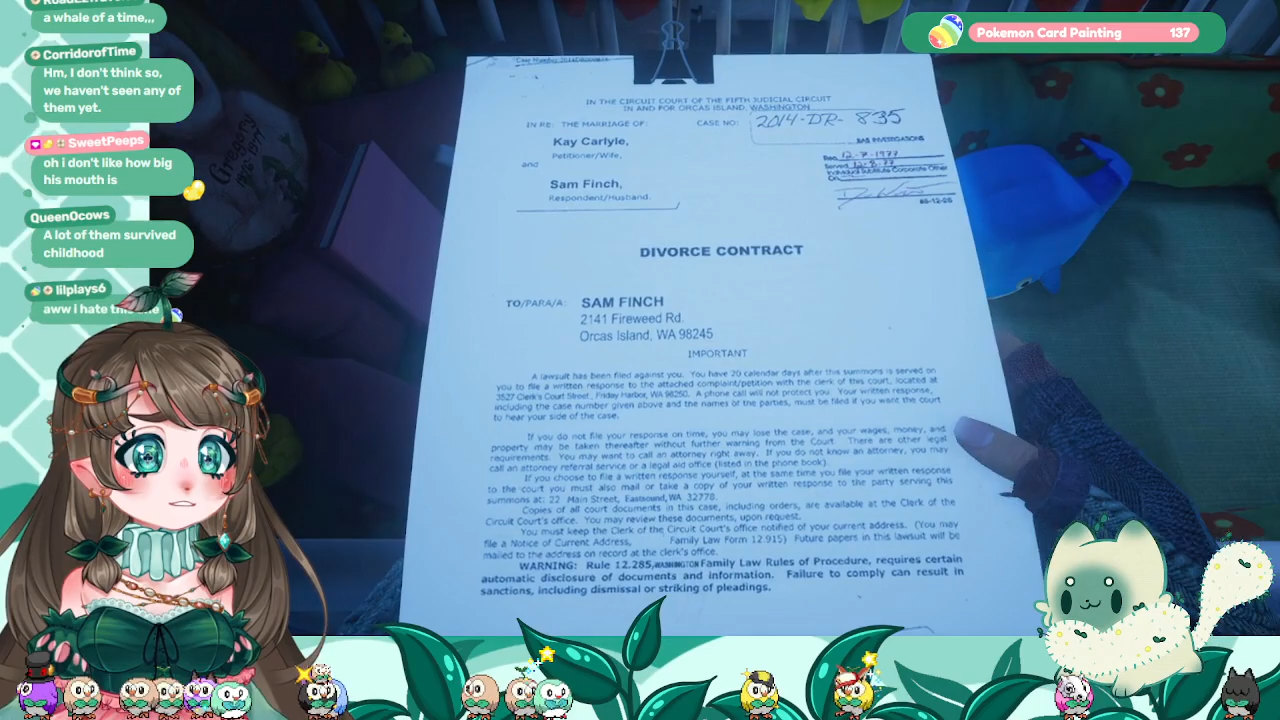 a whale of a time,,,
CorridorofTime
Hm, I don't think so,
we haven't seen any of
them yet.
SweetPeeps
oh i don't like how big
his mouth is
QueenOcows
A lot of them survived
childhood
lilplays6
aww i hate
Pokemon Card Painting 137
IN THE CIRCUIT COURT OF THE FIFTH JUDICIAL CIRCUIT
IN AND FOR ORCAS ISLAND, WASHINGTON
IN RE: THE MARRIAGE OF:
CASE NO: 2014-DR-835
Kay Carlyle,
Petitioner/Wife,
and
Sam Finch,
Respondent/Husband.
DIVORCE CONTRACT
TO/PARA/A: SAM FINCH
2141 Fireweed Rd.
Orcas Island, WA 98245
IMPORTANT
A lawsuit has been filed against you. You have 20 calendar days after this summons is served on
you to file a written response to the attached complaint/petition with the clerk of this court, located at
3527 Clerk's Court Street., Friday Harbor, WA 98250. A phone call will not protect you. Your written response,
including the case number given above and the names of the parties, must be filed if you want the court
to hear your side of the case.
If you do not file your response on time, you may lose the case, and your wages, money, and
property may be taken thereafter without further warning from the Court. There are other legal
requirements. You may want to call an attorney right away. If you do not know an attorney, you may
call an attorney referral service or a legal aid office (listed in the phone book).
If you choose to file a written response yourself, at the same time you file your written response
to the court you must also mail or take a copy of your written response to the party serving this
summons at: 22 Main Street, Eastsound, WA 32778.
Copies of all court documents in this case, including orders, are available at the Clerk of the
Circuit Court's office. You may review these documents, upon request.
You must keep the Clerk of the Circuit Court's office notified of your current address. (You may
file a Notice of Current Address, Family Law Form 12.915) Future papers in this lawsuit will be
mailed to the address on record at the clerk's office.
WARNING: Rule 12.285, WASHINGTON Family Law Rules of Procedure, requires certain
automatic disclosure of documents and information. Failure to comply can result in
sanctions, including dismissal or striking of pleadings.